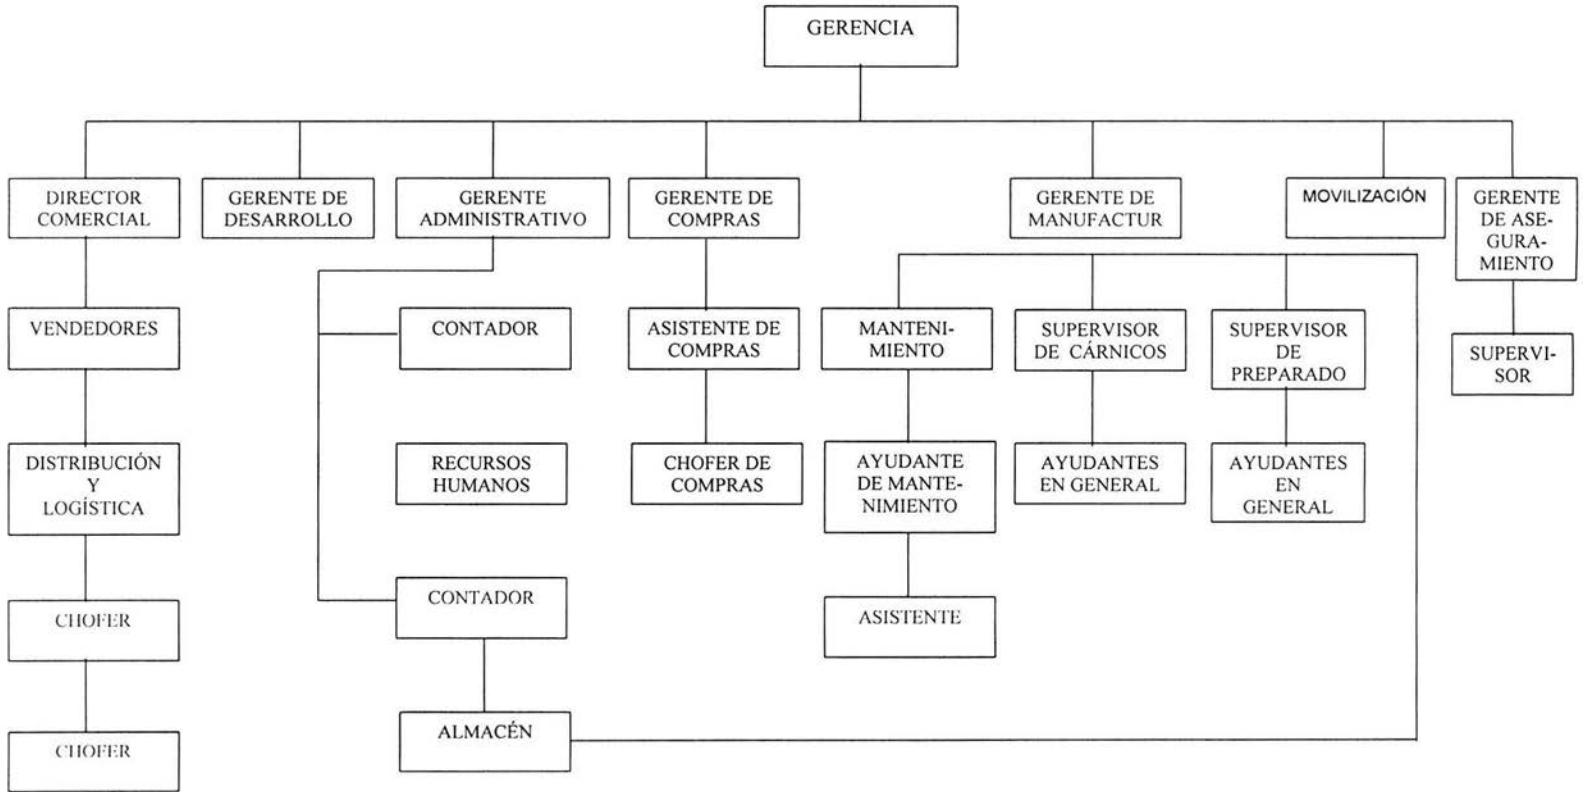 GERENCIA
DIRECTOR
COMERCIAL
GERENTE DE
DESARROLLO
GERENTE
ADMINISTRATIVO
GERENTE DE
COMPRAS
GERENTE DE
MANUFACTUR
MOVILIZACIÓN
GERENTE
DE ASE-
GURA-
MIENTO
VENDEDORES
CONTADOR
ASISTENTE DE
COMPRAS
MANTENI-
MIENTO
SUPERVISOR
DE CÁRNICOS
SUPERVISOR
DE
PREPARADO
SUPERVI-
SOR
DISTRIBUCIÓN
Y
LOGÍSTICA
RECURSOS
HUMANOS
CHOFER DE
COMPRAS
AYUDANTE
DE MANTE-
NIMIENTO
AYUDANTES
EN GENERAL
AYUDANTES
EN
GENERAL
CHOFER
CONTADOR
ASISTENTE
CHOFER
ALMACÉN